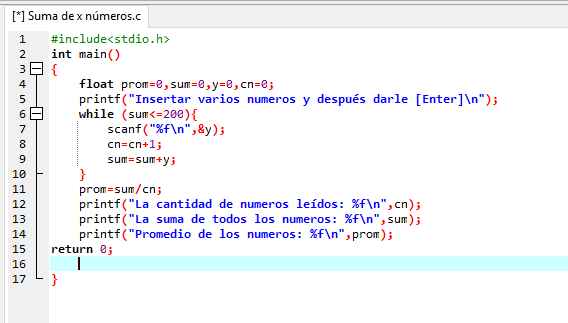 [*] Suma de x números.c
1 #include<stdio.h>
2 int main()
3 {
4 float prom=0,sum=0,y=0,cn=0;
5 printf("Insertar varios numeros y después darle [Enter]\n");
6 while (sum<=200){
7 scanf("%f\n",&y);
8 cn=cn+1;
9 sum=sum+y;
10 }
11 prom=sum/cn;
12 printf("La cantidad de numeros leídos: %f\n",cn);
13 printf("La suma de todos los numeros: %f\n",sum);
14 printf("Promedio de los numeros: %f\n",prom);
15 return 0;
16
17 }